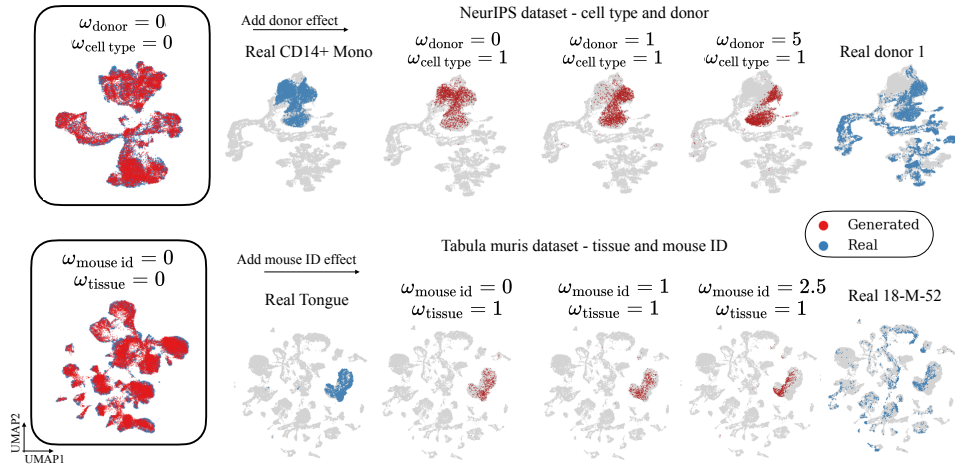 ω_donor = 0
ω_cell type = 0
Add donor effect
NeurIPS dataset - cell type and donor
Real CD14+ Mono
ω_donor = 0
ω_cell type = 1
ω_donor = 1
ω_cell type = 1
ω_donor = 5
ω_cell type = 1
Real donor 1
Generated
Real
ω_mouse id = 0
ω_tissue = 0
Add mouse ID effect
Tabula muris dataset - tissue and mouse ID
Real Tongue
ω_mouse id = 0
ω_tissue = 1
ω_mouse id = 1
ω_tissue = 1
ω_mouse id = 2.5
ω_tissue = 1
Real 18-M-52
UMAP2
UMAP1